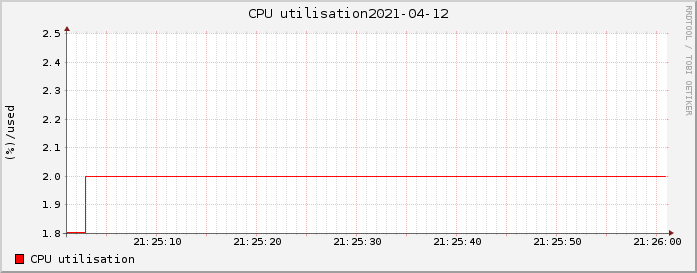 CPU utilisation2021-04-12
RRDTOOL / TOBI OETIKER
(%)/used
2.5
2.4
2.3
2.2
2.1
2.0
1.9
1.8
21:25:10 21:25:20 21:25:30 21:25:40 21:25:50 21:26:00
CPU utilisation